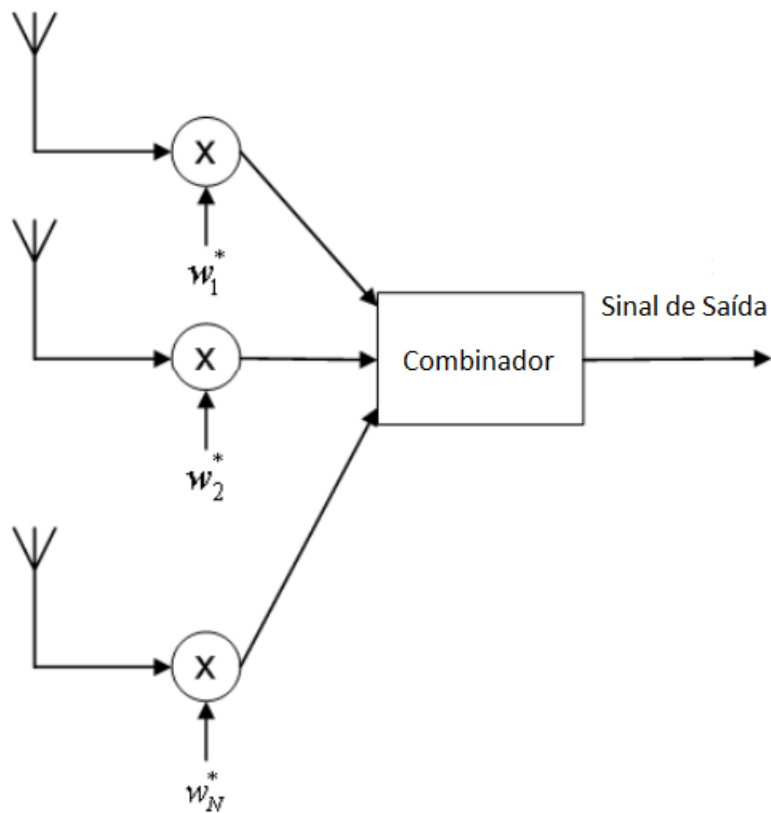 X
w₁*
X
w₂*
X
w_N*
Combinador
Sinal de Saída